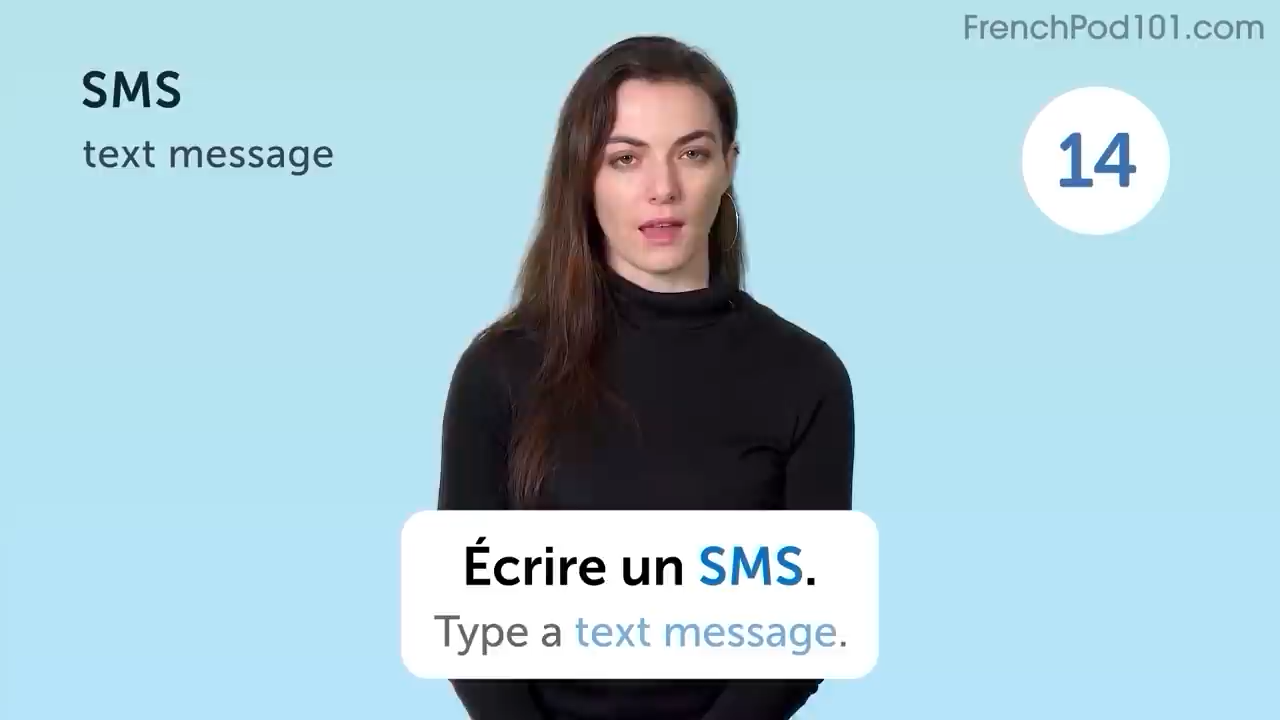 FrenchPod101.com
SMS
text message
14
Écrire un SMS.
Type a text message.